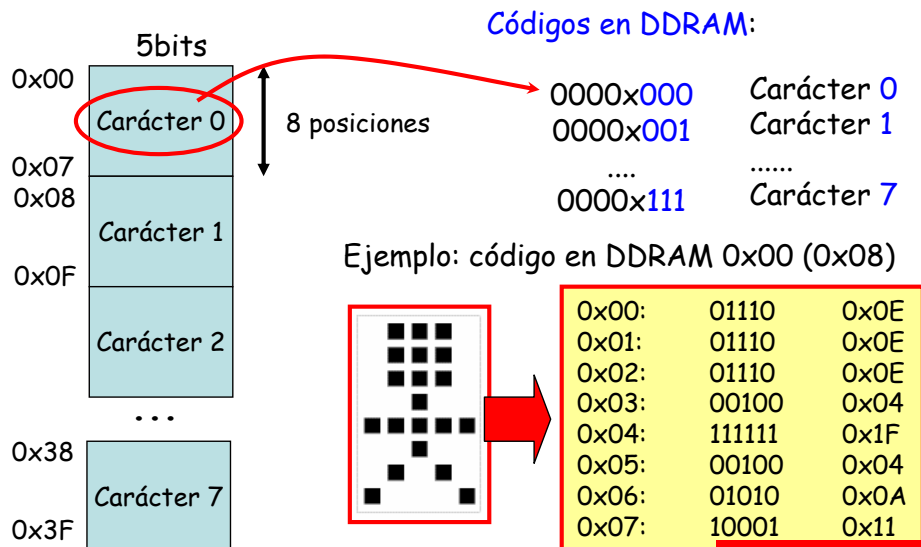 Códigos en DDRAM:
5bits
0x00
Carácter 0
8 posiciones
0x07
0x08
Carácter 1
0x0F
Carácter 2
...
0x38
Carácter 7
0x3F
0000x000 Carácter 0
0000x001 Carácter 1
.... ......
0000x111 Carácter 7
Ejemplo: código en DDRAM 0x00 (0x08)
0x00: 01110 0x0E
0x01: 01110 0x0E
0x02: 01110 0x0E
0x03: 00100 0x04
0x04: 111111 0x1F
0x05: 00100 0x04
0x06: 01010 0x0A
0x07: 10001 0x11